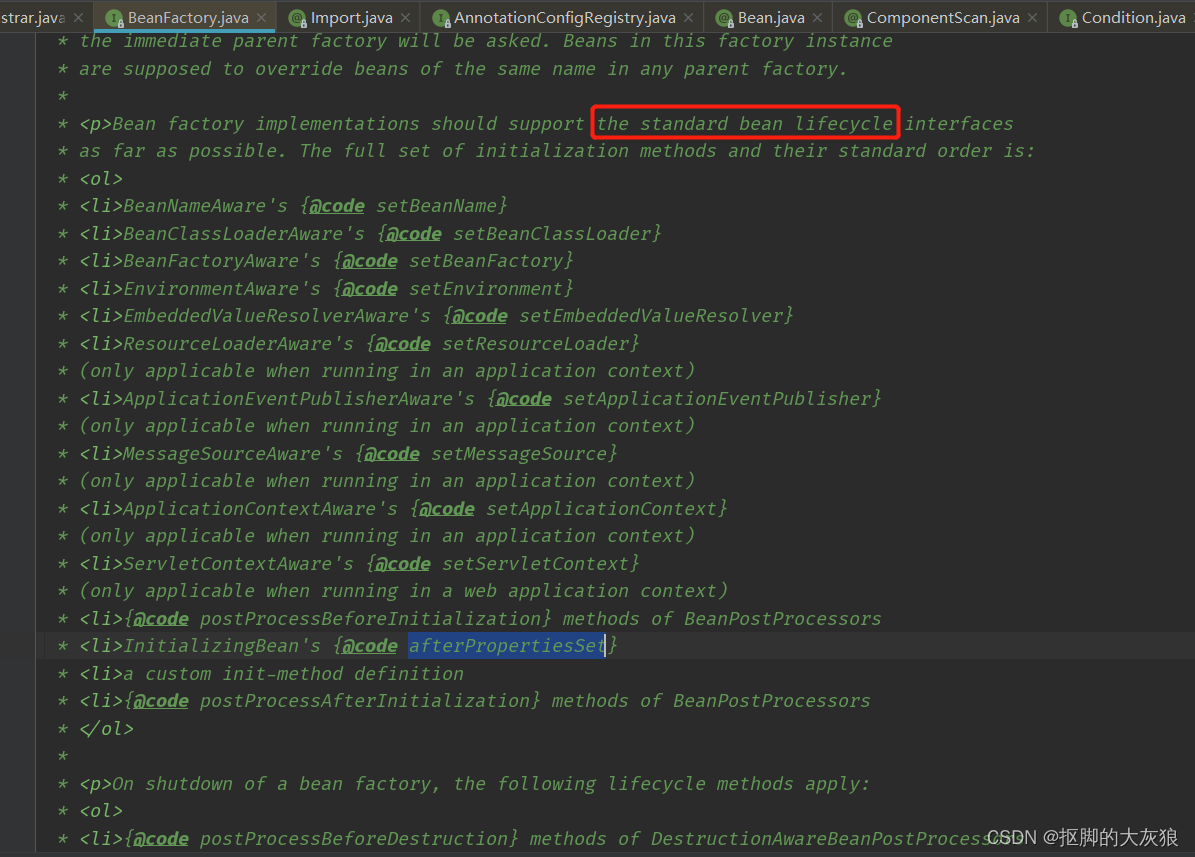 strar.java × BeanFactory.java × Import.java × AnnotationConfigRegistry.java × Bean.java × ComponentScan.java × Condition.java
* the immediate parent factory will be asked. Beans in this factory instance
* are supposed to override beans of the same name in any parent factory.
*
* <p>Bean factory implementations should support the standard bean lifecycle interfaces
* as far as possible. The full set of initialization methods and their standard order is:
* <ol>
* <li>BeanNameAware's {@code setBeanName}
* <li>BeanClassLoaderAware's {@code setBeanClassLoader}
* <li>BeanFactoryAware's {@code setBeanFactory}
* <li>EnvironmentAware's {@code setEnvironment}
* <li>EmbeddedValueResolverAware's {@code setEmbeddedValueResolver}
* <li>ResourceLoaderAware's {@code setResourceLoader}
* (only applicable when running in an application context)
* <li>ApplicationEventPublisherAware's {@code setApplicationEventPublisher}
* (only applicable when running in an application context)
* <li>MessageSourceAware's {@code setMessageSource}
* (only applicable when running in an application context)
* <li>ApplicationContextAware's {@code setApplicationContext}
* (only applicable when running in an application context)
* <li>ServletContextAware's {@code setServletContext}
* (only applicable when running in a web application context)
* <li>{@code postProcessBeforeInitialization} methods of BeanPostProcessors
* <li>InitializingBean's {@code afterPropertiesSet}
* <li>a custom init-method definition
* <li>{@code postProcessAfterInitialization} methods of BeanPostProcessors
* </ol>
*
* <p>On shutdown of a bean factory, the following lifecycle methods apply:
* <ol>
* <li>{@code postProcessBeforeDestruction} methods of DestructionAwareBeanPostProcessors
CSDN @抠脚的大灰狼